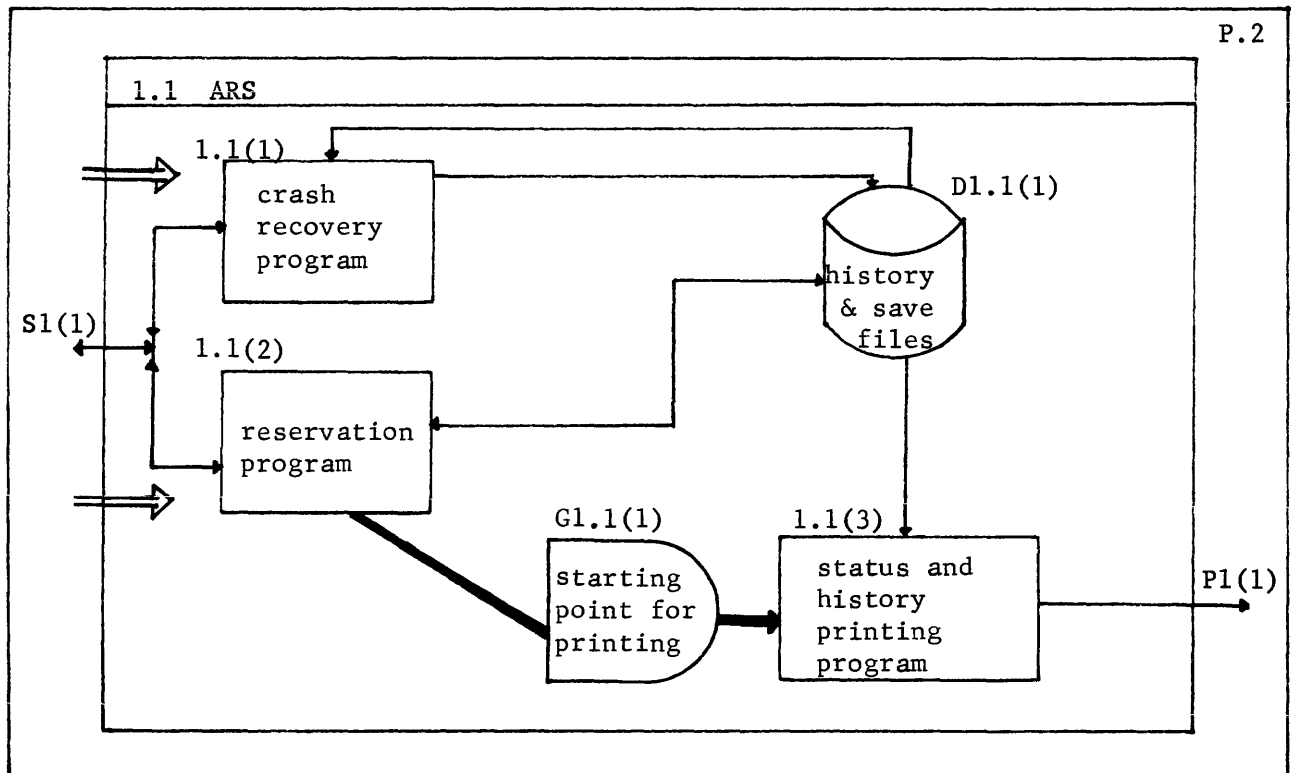 P.2
1.1 ARS
1.1(1)
crash
recovery
program
D1.1(1)
history
& save
files
S1(1)
1.1(2)
reservation
program
G1.1(1)
starting
point for
printing
1.1(3)
status and
history
printing
program
P1(1)